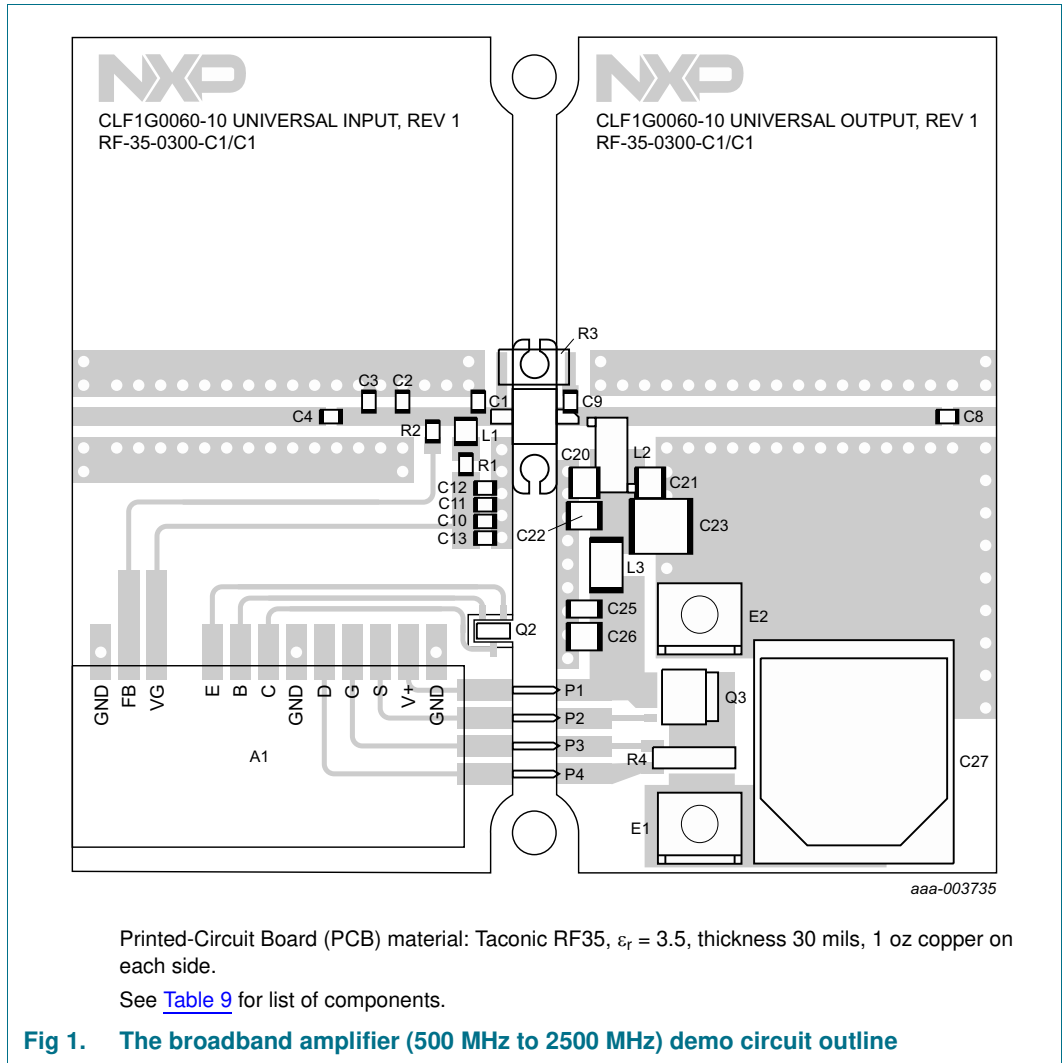 NXP
CLF1G0060-10 UNIVERSAL INPUT, REV 1
RF-35-0300-C1/C1
NXP
CLF1G0060-10 UNIVERSAL OUTPUT, REV 1
RF-35-0300-C1/C1
R3
C3
C2
C1
C9
C4
C8
R2
L1
R1
C20
L2
C12
C21
C11
C10
C22
C23
C13
L3
C25
E2
Q2
C26
GND
FB
VG
E
B
C
GND
D
G
S
V+
GND
P1
Q3
P2
P3
A1
R4
P4
C27
E1
aaa-003735
Printed-Circuit Board (PCB) material: Taconic RF35, εr = 3.5, thickness 30 mils, 1 oz copper on
each side.
See Table 9 for list of components.
Fig 1. The broadband amplifier (500 MHz to 2500 MHz) demo circuit outline